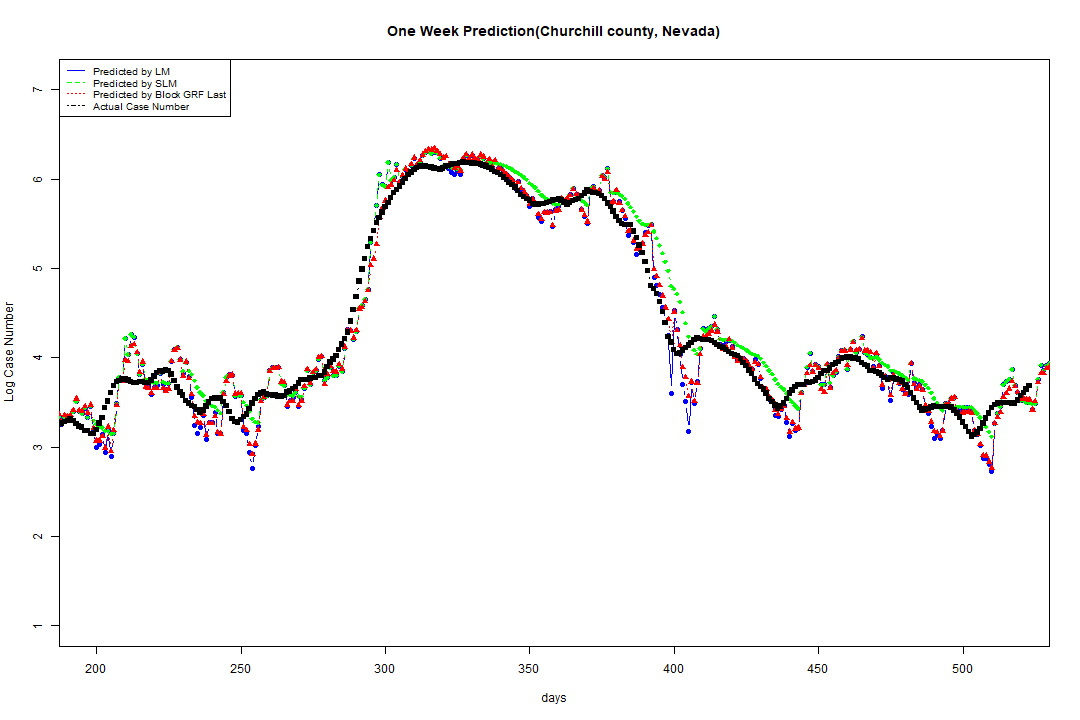 One Week Prediction(Churchill county, Nevada)
Predicted by LM
Predicted by SLM
Predicted by Block GRF Last
Actual Case Number
Log Case Number
7
6
5
4
3
2
1
200 250 300 350 400 450 500
days